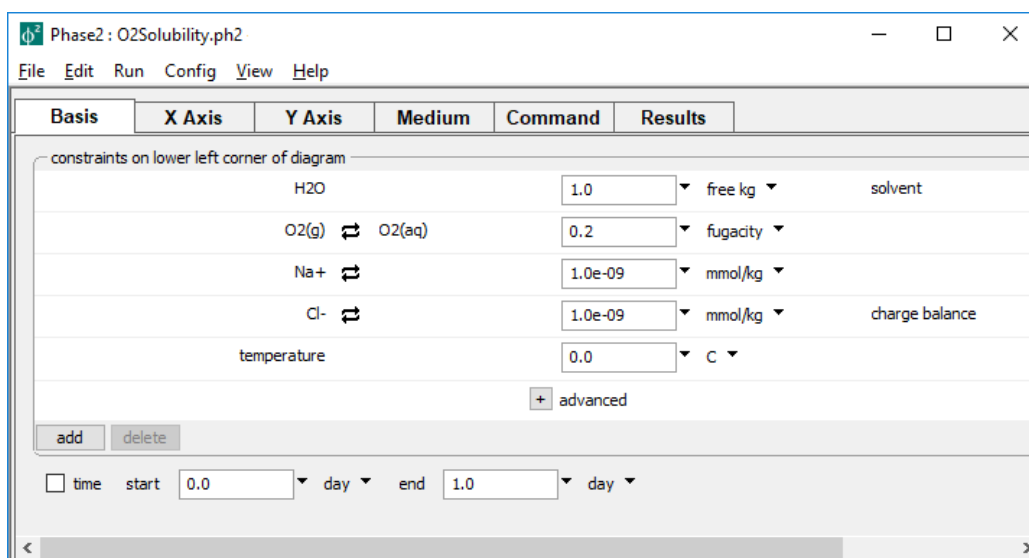 Phase2 : O2Solubility.ph2
File Edit Run Config View Help
Basis X Axis Y Axis Medium Command Results
constraints on lower left corner of diagram
H2O 1.0 free kg solvent
O2(g) O2(aq) 0.2 fugacity
Na+ 1.0e-09 mmol/kg
Cl- 1.0e-09 mmol/kg charge balance
temperature 0.0 C
+ advanced
add delete
time start 0.0 day end 1.0 day